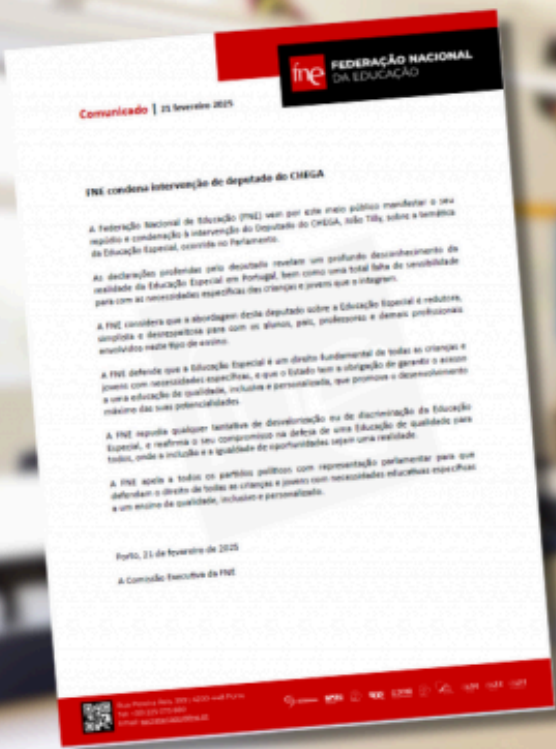 fne FEDERAÇÃO NACIONAL
DA EDUCAÇÃO
Comunicado | 21 fevereiro 2025
FNE condena intervenção de deputado do CHEGA
A Federação Nacional de Educação (FNE) vem por este meio público manifestar o seu
repúdio e condenação à intervenção do Deputado do CHEGA, João Tilly, sobre a temática
da Educação Especial, ocorrida no Parlamento.
As declarações proferidas pelo deputado revelam um profundo desconhecimento da
realidade da Educação Especial em Portugal, bem como uma total falta de sensibilidade
para com as necessidades específicas das crianças e jovens que a integram.
A FNE considera que a abordagem deste deputado sobre a Educação Especial é redutora,
simplista e desrespeitosa para com os alunos, pais, professores e demais profissionais
envolvidos neste tipo de ensino.
A FNE defende que a Educação Especial é um direito fundamental de todas as crianças e
jovens com necessidades específicas, e que o Estado tem a obrigação de garantir o acesso
a uma educação de qualidade, inclusiva e personalizada, que promova o desenvolvimento
máximo das suas potencialidades.
A FNE repudia qualquer tentativa de desvalorização ou de discriminação da Educação
Especial, e reafirma o seu compromisso na defesa de uma Educação de qualidade para
todos, onde a inclusão e a igualdade de oportunidades sejam uma realidade.
A FNE apela a todos os partidos políticos com representação parlamentar para que
defendam o direito de todas as crianças e jovens com necessidades educativas específicas
a um ensino de qualidade, inclusivo e personalizado.
Porto, 21 de fevereiro de 2025
A Comissão Executiva da FNE